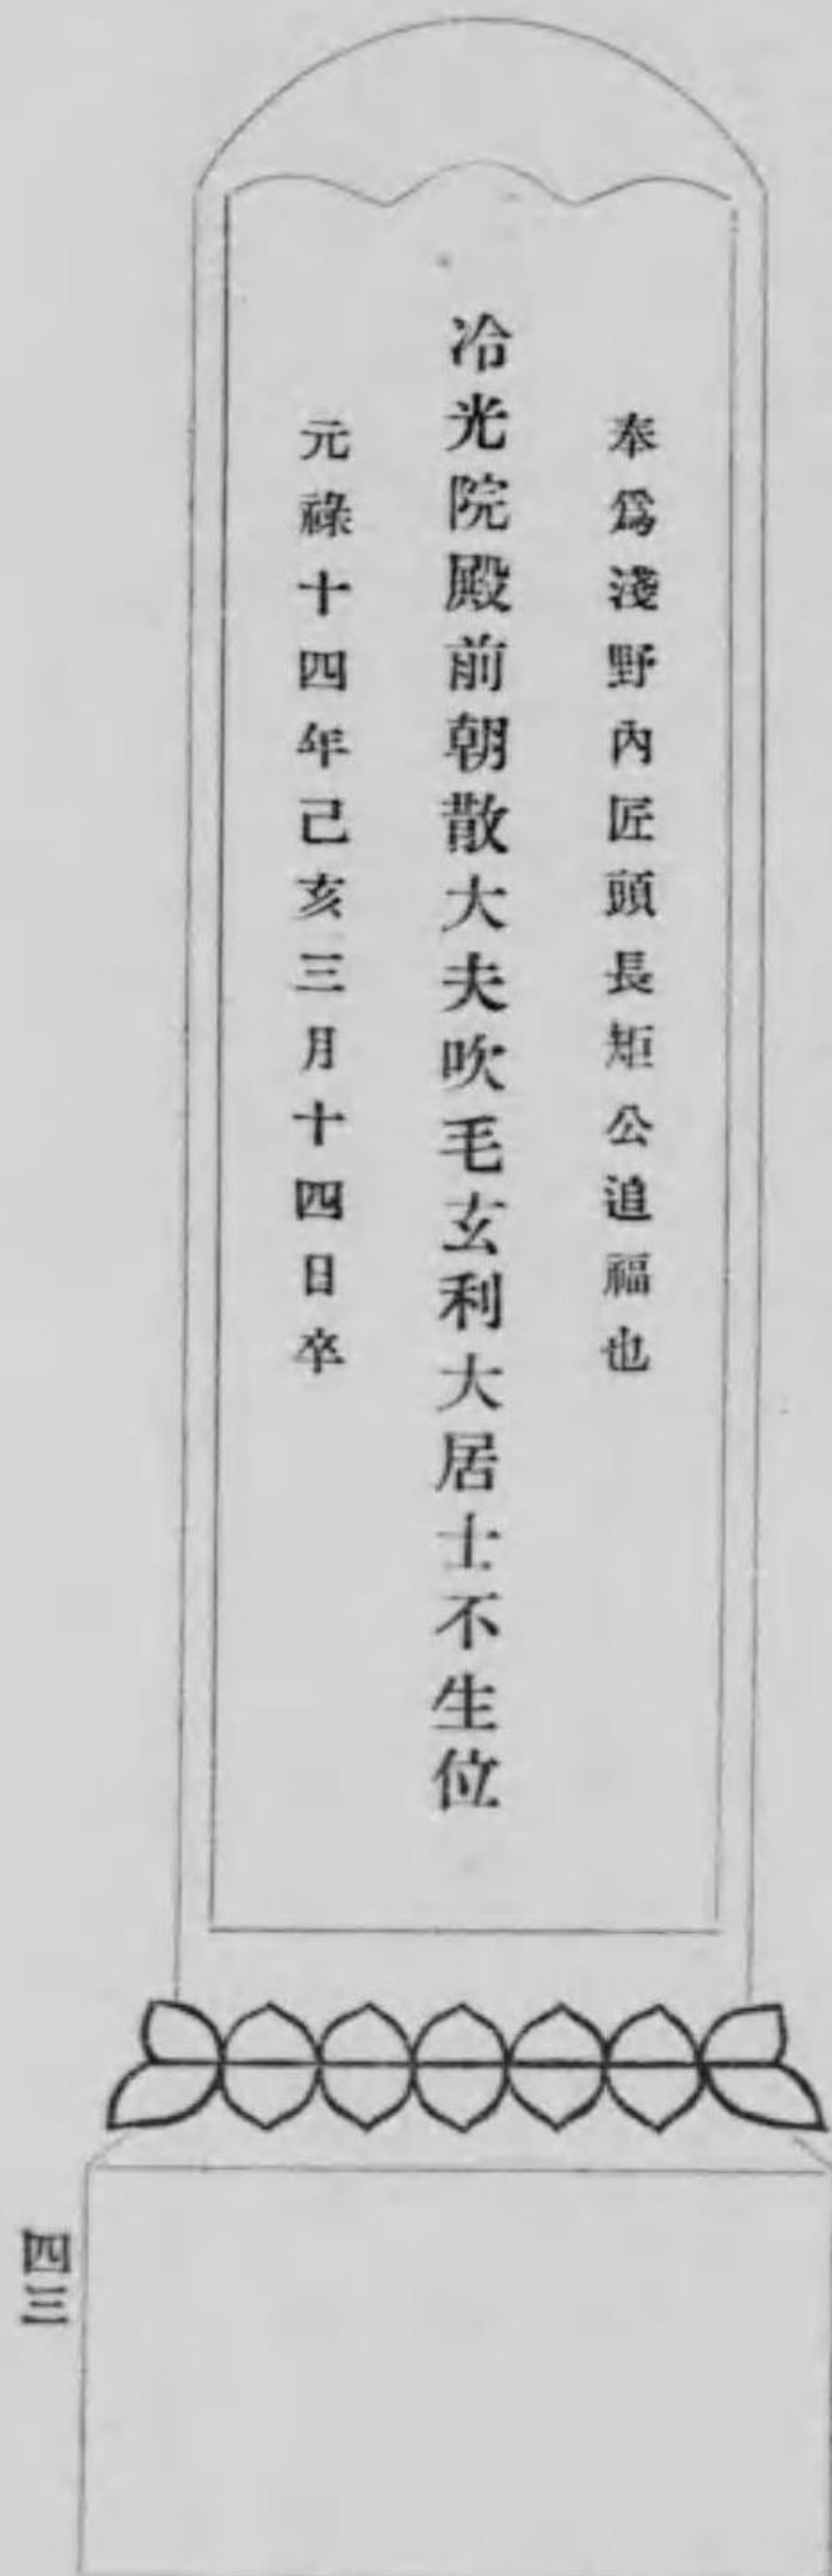 奉爲淺野內匠頭長矩公追福也
冷光院殿前朝散大夫吹毛玄利大居士不生位
元祿十四年己亥三月十四日卒
四三